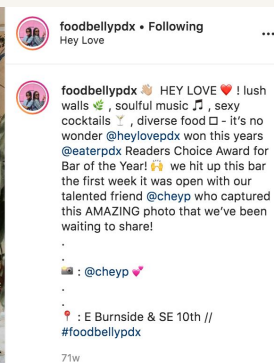 foodbellypdx • Following
Hey Love
foodbellypdx 👋🏼 HEY LOVE ❤️ ! lush
walls 🌿 , soulful music 🎵 , sexy
cocktails 🍸 , diverse food □ - it's no
wonder @heylovepdx won this years
@eaterpdx Readers Choice Award for
Bar of the Year! 🙌 we hit up this bar
the first week it was open with our
talented friend @cheyp who captured
this AMAZING photo that we've been
waiting to share!
.
.
📸 : @cheyp 💕
.
.
📍 : E Burnside & SE 10th //
#foodbellypdx
71w